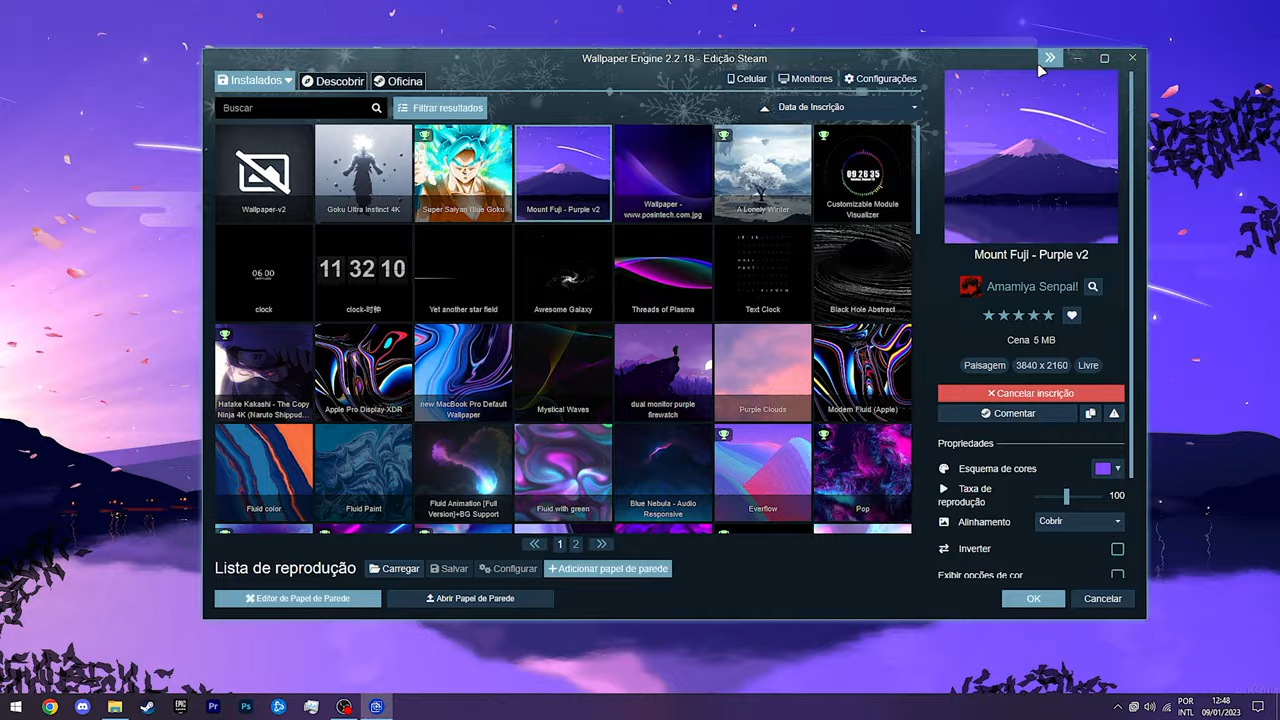 Wallpaper Engine 2.2.18 - Edição Steam
Instalados
Descobrir
Oficina
Celular
Monitores
Configurações
Buscar
Filtrar resultados
Data de Inscrição
Wallpaper-v2
Goku Ultra Instinct 4K
Super Saiyan Blue Goku
Mount Fuji - Purple v2
Wallpaper -
www.posintech.com.jpg
A Lonely Winter
09 26 35
Customizable Module
Visualizer
06:00
clock
11 32 10
clock-时钟
Yet another star field
Awesome Galaxy
Threads of Plasma
Text Clock
Black Hole Abstract
Hatake Kakashi - The Copy
Ninja 4K (Naruto Shippud...
Apple Pro Display XDR
new MacBook Pro Default
Wallpaper
Mystical Waves
dual monitor purple
firewatch
Purple Clouds
Modern Fluid (Apple)
Fluid color
Fluid Paint
Fluid Animation [Full
Version]+BG Support
Fluid with green
Blue Nebula - Audio
Responsive
Everflow
Pop
1 2
Lista de reprodução
Carregar
Salvar
Configurar
Adicionar papel de parede
Editor de Papel de Parede
Abrir Papel de Parede
Mount Fuji - Purple v2
Amamiya Senpai!
Cena 5 MB
Paisagem
3840 x 2160
Livre
Cancelar inscrição
Comentar
Propriedades
Esquema de cores
Taxa de
reprodução
100
Alinhamento
Cobrir
Inverter
Exibir opções de cor
OK
Cancelar
EPIC
Pr
Ps
POR
INTL
12:48
09/01/2023